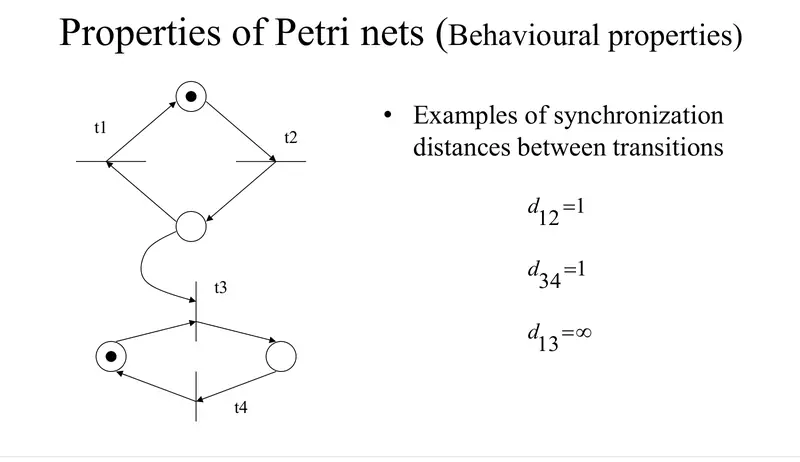 Properties of Petri nets (Behavioural properties)
t1
t2
t3
t4
• Examples of synchronization
distances between transitions
d12=1
d34=1
d13=∞